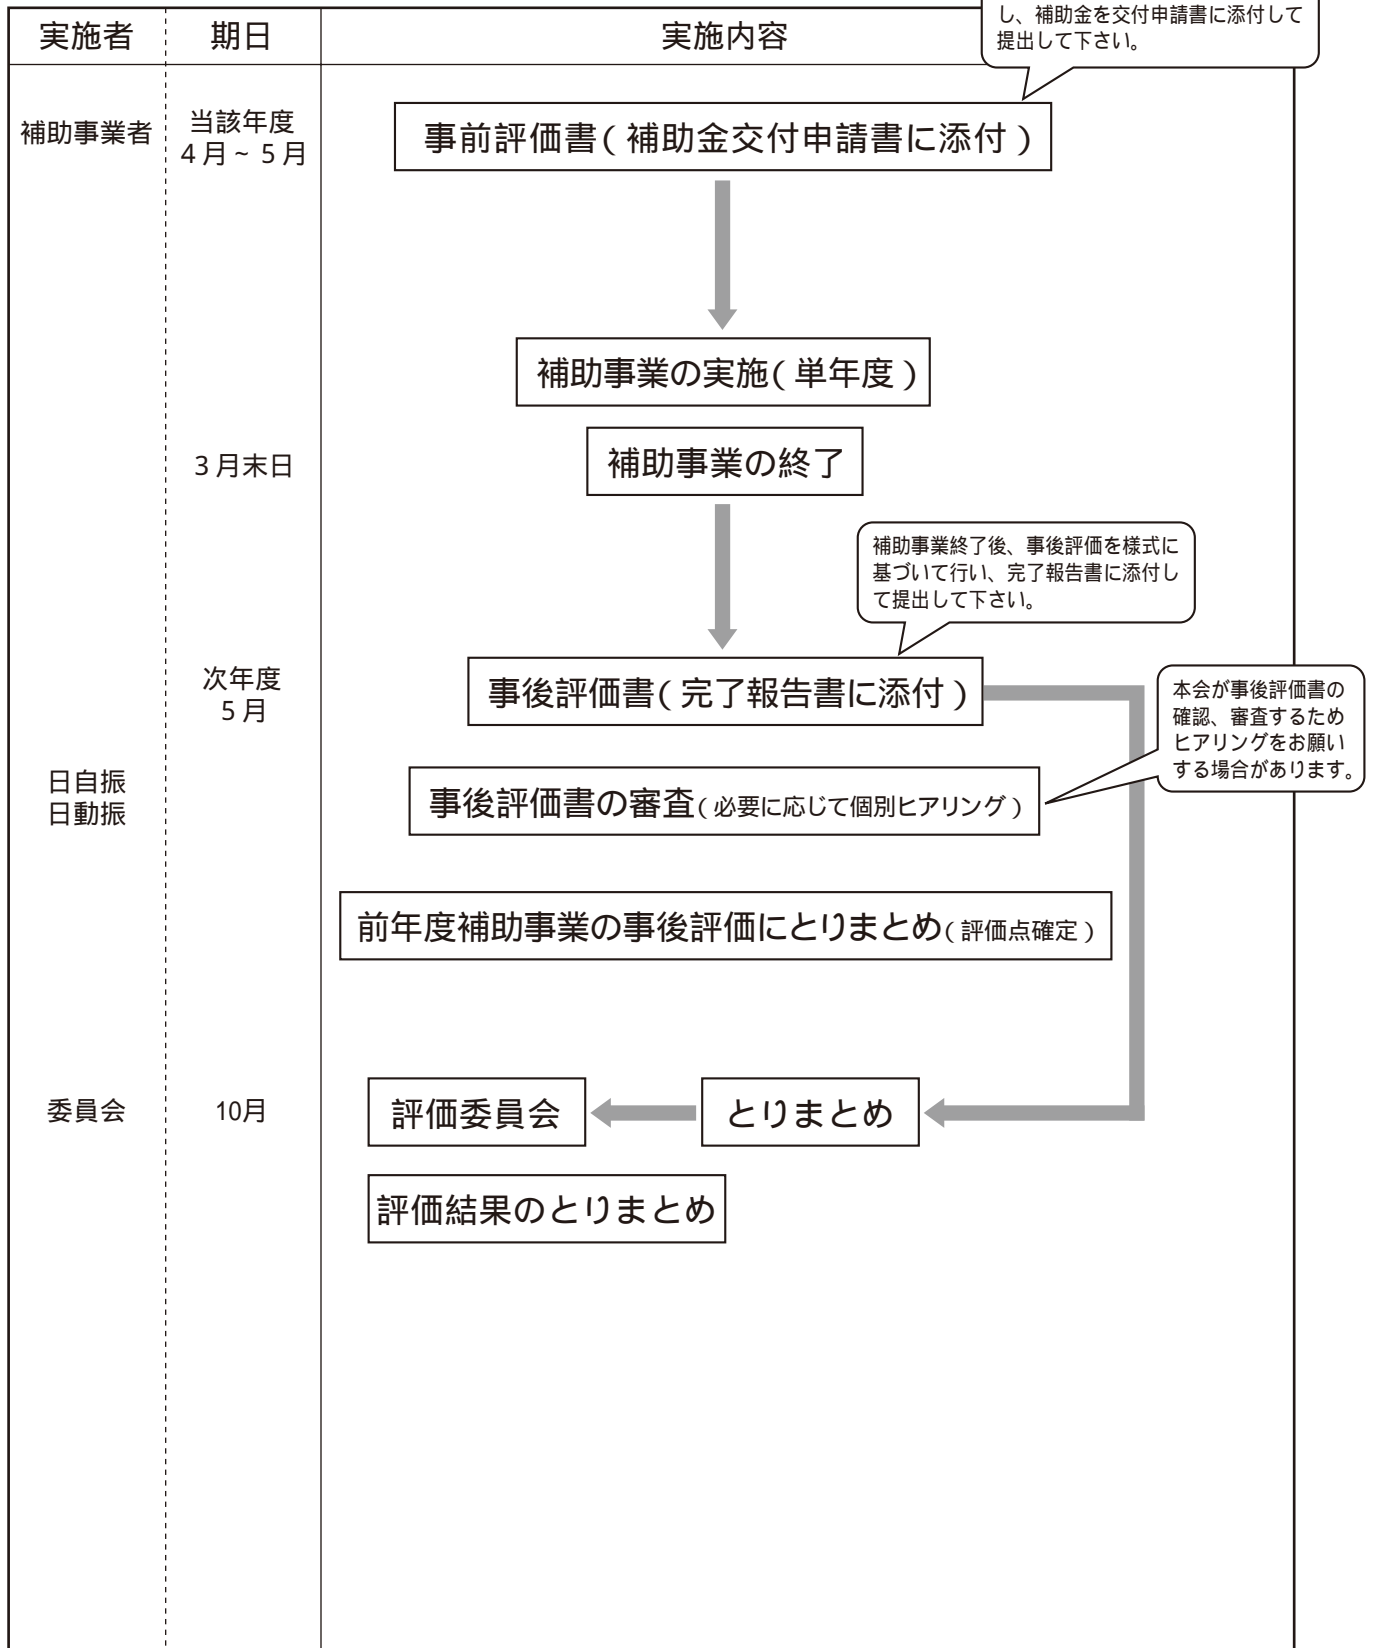 し、補助金を交付申請書に添付して
提出して下さい。
実施者 期日 実施内容
補助事業者
当該年度
4月~5月
事前評価書(補助金交付申請書に添付)
補助事業の実施(単年度)
3月末日
補助事業の終了
補助事業終了後、事後評価を様式に
基づいて行い、完了報告書に添付し
て提出して下さい。
次年度
5月
事後評価書(完了報告書に添付)
本会が事後評価書の
確認、審査するため
ヒアリングをお願い
する場合があります。
日自振
日動振
事後評価書の審査(必要に応じて個別ヒアリング)
前年度補助事業の事後評価にとりまとめ(評価点確定)
委員会
10月
評価委員会
とりまとめ
評価結果のとりまとめ